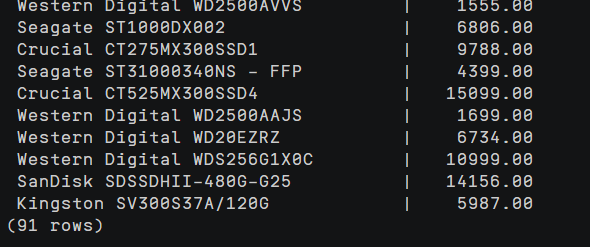 Western Digital WD2500AVVS | 1555.00
Seagate ST1000DX002 | 6806.00
Crucial CT275MX300SSD1 | 9788.00
Seagate ST31000340NS - FFP | 4399.00
Crucial CT525MX300SSD4 | 15099.00
Western Digital WD2500AAJS | 1699.00
Western Digital WD20EZRZ | 6734.00
Western Digital WDS256G1X0C | 10999.00
SanDisk SDSSDHII-480G-G25 | 14156.00
Kingston SV300S37A/120G | 5987.00
(91 rows)